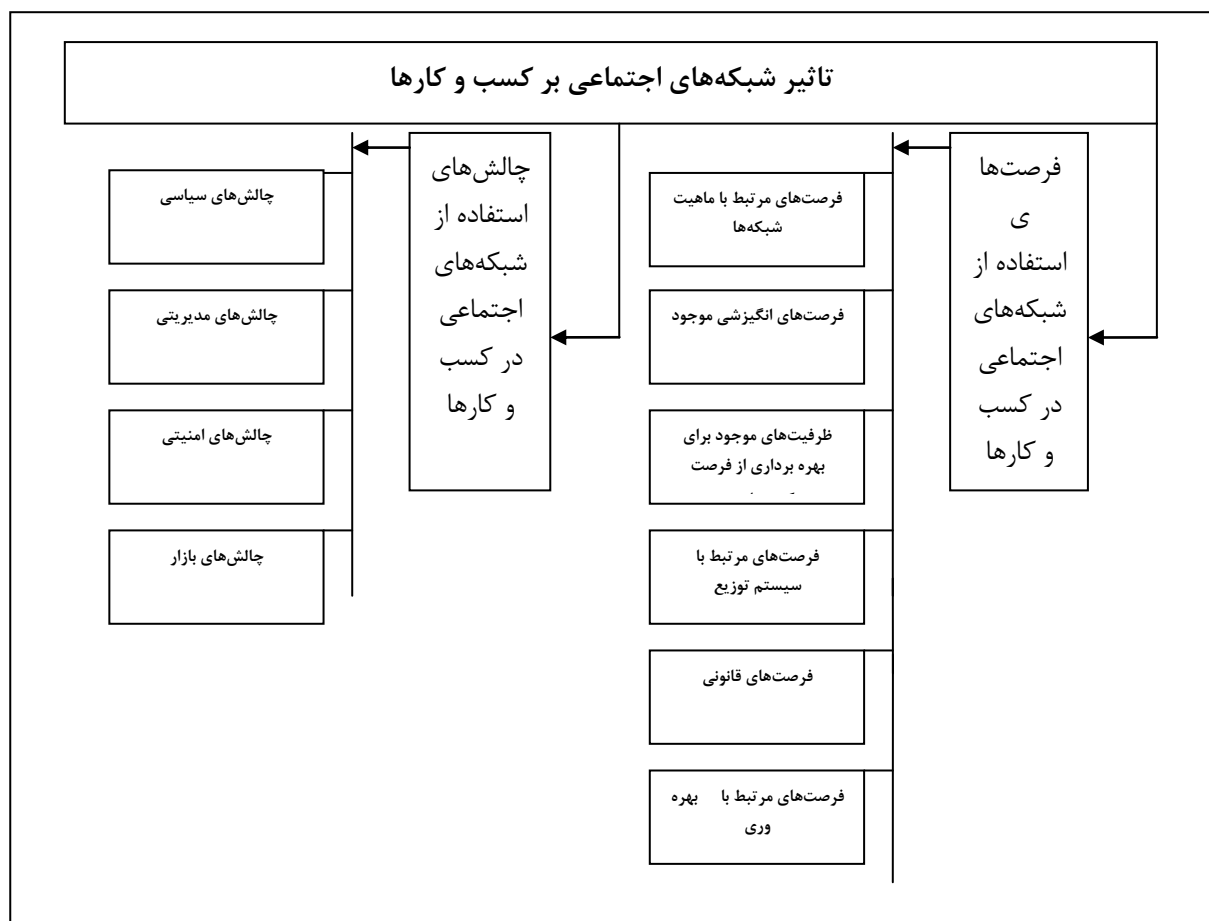 تاثیر شبکه‌های اجتماعی بر کسب و کارها
فرصت‌ها
ی
استفاده از
شبکه‌های
اجتماعی
در کسب
و کارها
فرصت‌های مرتبط با ماهیت
شبکه‌ها
فرصت‌های انگیزشی موجود
ظرفیت‌های موجود برای
بهره برداری از فرصت
فرصت‌های مرتبط با
سیستم توزیع
فرصت‌های قانونی
فرصت‌های مرتبط با بهره
وری
چالش‌های
استفاده از
شبکه‌های
اجتماعی
در کسب
و کارها
چالش‌های سیاسی
چالش‌های مدیریتی
چالش‌های امنیتی
چالش‌های بازار